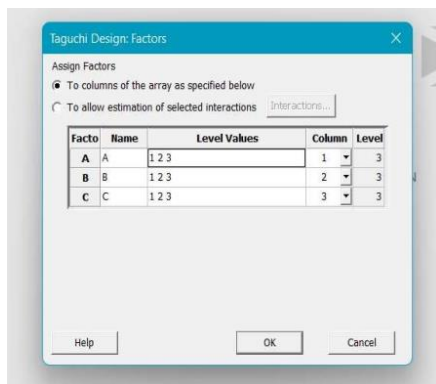 Taguchi Design: Factors
Assign Factors
To columns of the array as specified below
To allow estimation of selected interactions Interactions...
Facto Name Level Values Column Level
A A 1 2 3 1 3
B B 1 2 3 2 3
C C 1 2 3 3 3
Help OK Cancel